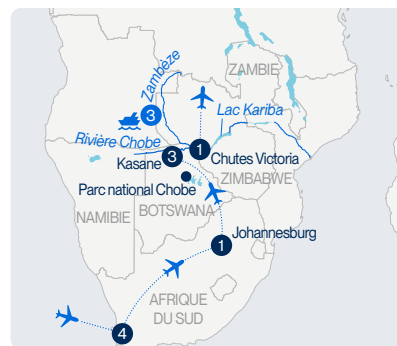 ZAMBIE
Zambèze
3
Lac Kariba
Rivière Chobe
Kasane
3
1
Chutes Victoria
Parc national Chobe
ZIMBABWE
NAMIBIE
BOTSWANA
Johannesburg
1
AFRIQUE
DU SUD
4